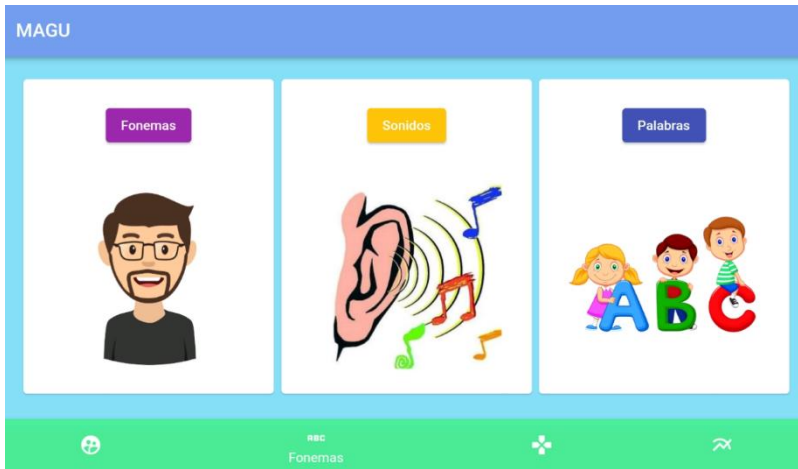 MAGU
Fonemas
Sonidos
Palabras
ABC
ABC
Fonemas